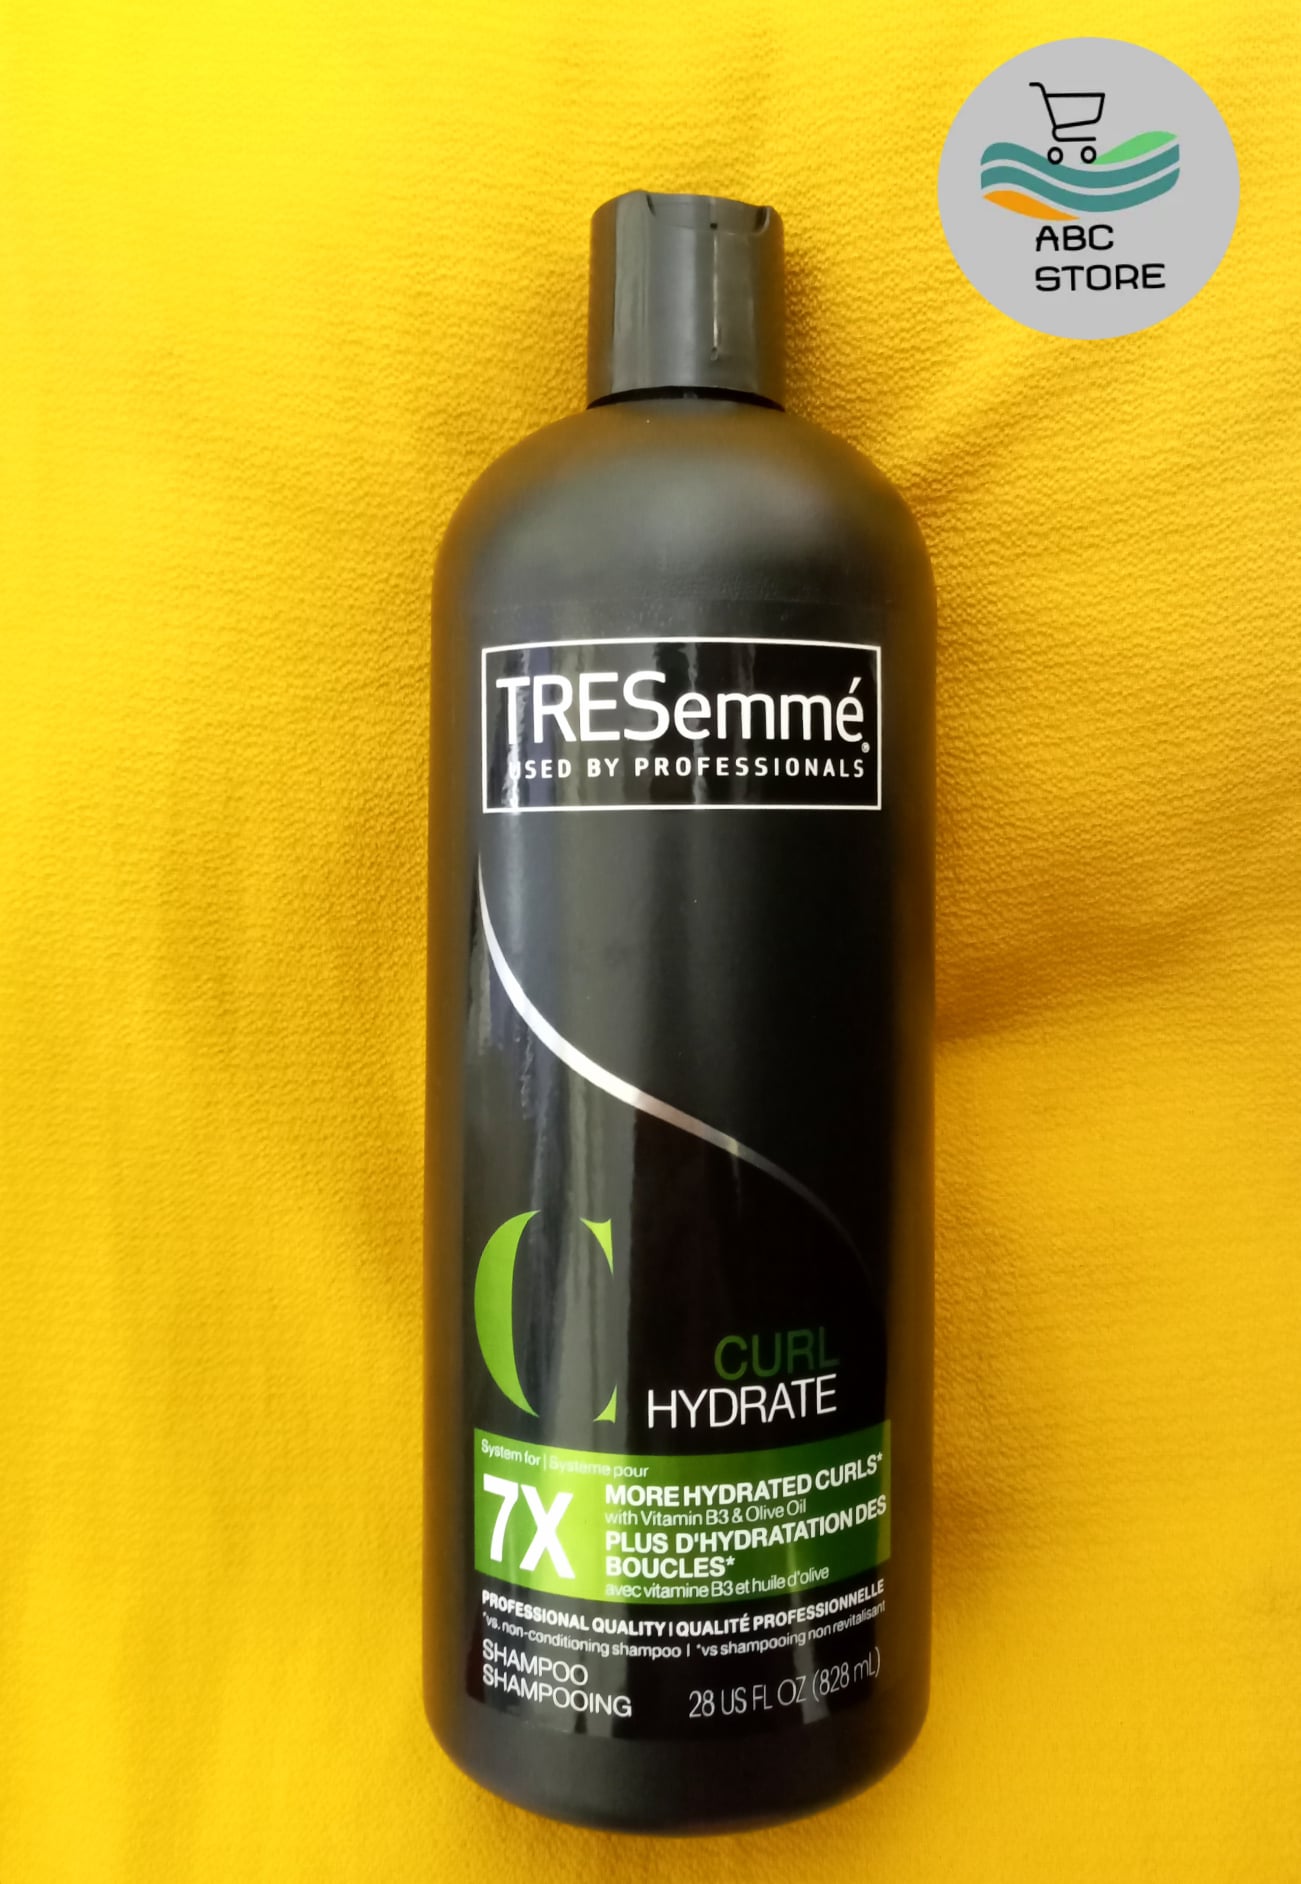 ABC
STORE
TRESemmé®
USED BY PROFESSIONALS
C
CURL
HYDRATE
System for | Système pour
7X
MORE HYDRATED CURLS*
with Vitamin B3 & Olive Oil
PLUS D'HYDRATATION DES
BOUCLES*
avec vitamine B3 et huile d'olive
PROFESSIONAL QUALITY | QUALITÉ PROFESSIONNELLE
*vs. non-conditioning shampoo | *vs shampooing non revitalisant
SHAMPOO
SHAMPOOING
28 US FL OZ (828 mL)